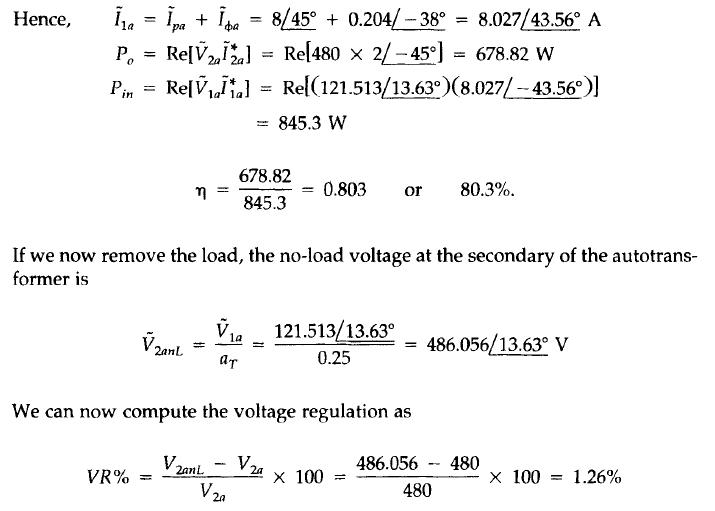 Hence, Ĩ1a = Ĩpa + Ĩϕa = 8/45° + 0.204/−38° = 8.027/43.56° A
Po = Re[Ṽ2aĨ*2a] = Re[480 × 2/−45°] = 678.82 W
Pin = Re[Ṽ1aĨ*1a] = Re[(121.513/13.63°)(8.027/−43.56°)]
= 845.3 W
η = 678.82 / 845.3 = 0.803 or 80.3%.
If we now remove the load, the no-load voltage at the secondary of the autotrans-
former is
Ṽ2anL = Ṽ1a / aT = 121.513/13.63° / 0.25 = 486.056/13.63° V
We can now compute the voltage regulation as
VR% = V2anL − V2a / V2a × 100 = 486.056 − 480 / 480 × 100 = 1.26%